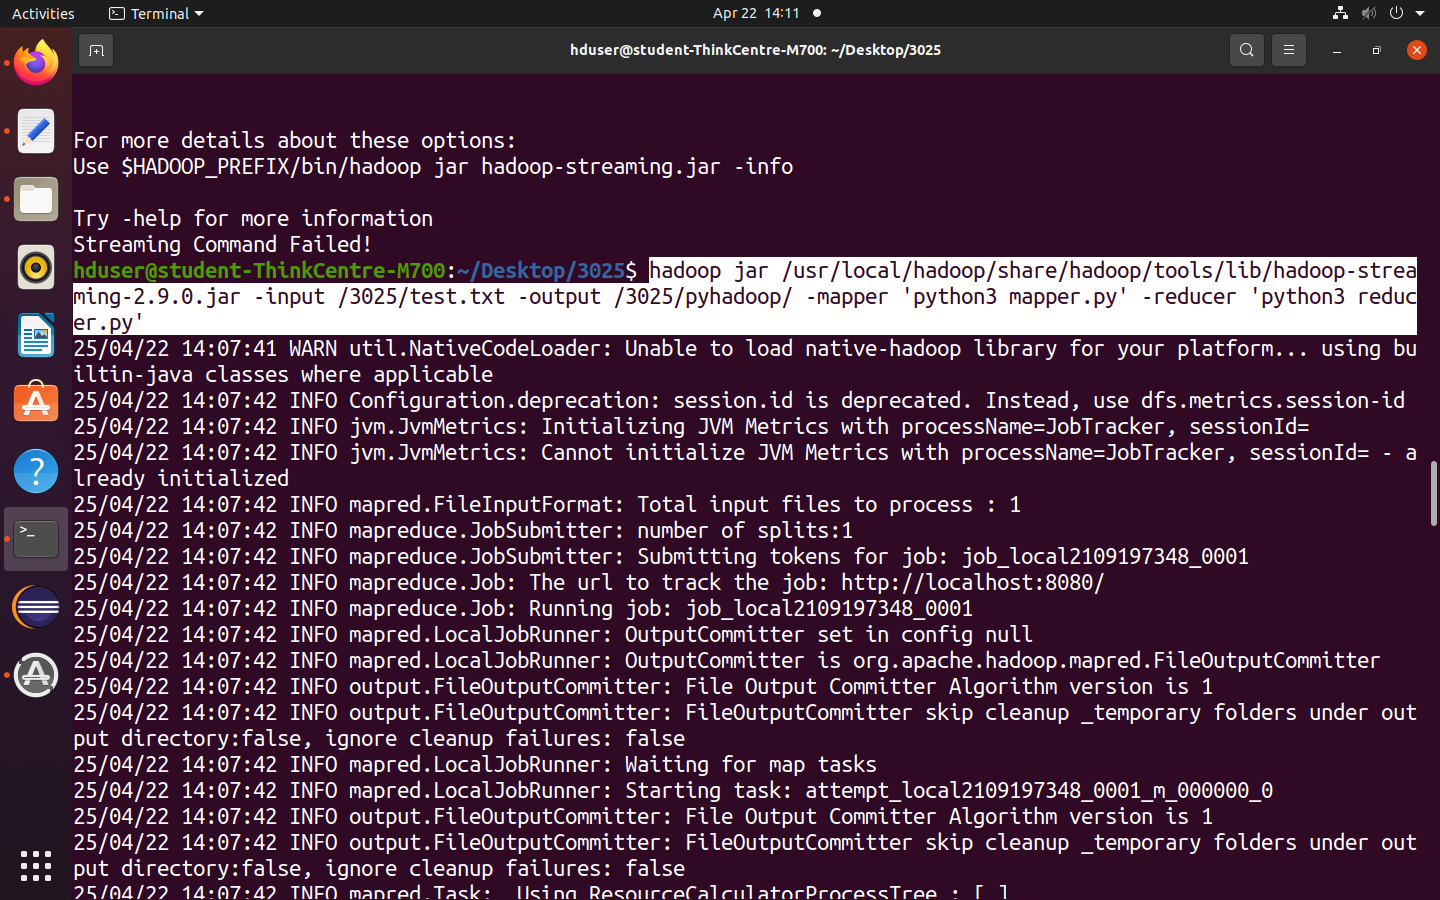 Activities Terminal Apr 22 14:11
hduser@student-ThinkCentre-M700: ~/Desktop/3025
For more details about these options:
Use $HADOOP_PREFIX/bin/hadoop jar hadoop-streaming.jar -info
Try -help for more information
Streaming Command Failed!
hduser@student-ThinkCentre-M700:~/Desktop/3025$ hadoop jar /usr/local/hadoop/share/hadoop/tools/lib/hadoop-strea
ming-2.9.0.jar -input /3025/test.txt -output /3025/pyhadoop/ -mapper 'python3 mapper.py' -reducer 'python3 reduc
er.py'
25/04/22 14:07:41 WARN util.NativeCodeLoader: Unable to load native-hadoop library for your platform... using bu
iltin-java classes where applicable
25/04/22 14:07:42 INFO Configuration.deprecation: session.id is deprecated. Instead, use dfs.metrics.session-id
25/04/22 14:07:42 INFO jvm.JvmMetrics: Initializing JVM Metrics with processName=JobTracker, sessionId=
25/04/22 14:07:42 INFO jvm.JvmMetrics: Cannot initialize JVM Metrics with processName=JobTracker, sessionId= - a
lready initialized
25/04/22 14:07:42 INFO mapred.FileInputFormat: Total input files to process : 1
25/04/22 14:07:42 INFO mapreduce.JobSubmitter: number of splits:1
25/04/22 14:07:42 INFO mapreduce.JobSubmitter: Submitting tokens for job: job_local2109197348_0001
25/04/22 14:07:42 INFO mapreduce.Job: The url to track the job: http://localhost:8080/
25/04/22 14:07:42 INFO mapreduce.Job: Running job: job_local2109197348_0001
25/04/22 14:07:42 INFO mapred.LocalJobRunner: OutputCommitter set in config null
25/04/22 14:07:42 INFO mapred.LocalJobRunner: OutputCommitter is org.apache.hadoop.mapred.FileOutputCommitter
25/04/22 14:07:42 INFO output.FileOutputCommitter: File Output Committer Algorithm version is 1
25/04/22 14:07:42 INFO output.FileOutputCommitter: FileOutputCommitter skip cleanup _temporary folders under out
put directory:false, ignore cleanup failures: false
25/04/22 14:07:42 INFO mapred.LocalJobRunner: Waiting for map tasks
25/04/22 14:07:42 INFO mapred.LocalJobRunner: Starting task: attempt_local2109197348_0001_m_000000_0
25/04/22 14:07:42 INFO output.FileOutputCommitter: File Output Committer Algorithm version is 1
25/04/22 14:07:42 INFO output.FileOutputCommitter: FileOutputCommitter skip cleanup _temporary folders under out
put directory:false, ignore cleanup failures: false
25/04/22 14:07:42 INFO mapred.Task:  Using ResourceCalculatorProcessTree : [ ]